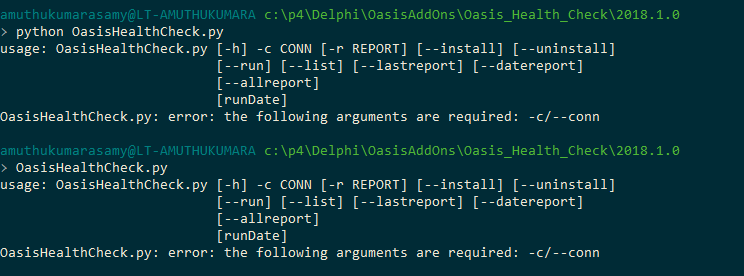 amuthukumarasamy@LT-AMUTHUKUMARA c:\p4\Delphi\OasisAddOns\Oasis_Health_Check\2018.1.0
> python OasisHealthCheck.py
usage: OasisHealthCheck.py [-h] -c CONN [-r REPORT] [--install] [--uninstall]
[--run] [--list] [--lastreport] [--datereport]
[--allreport]
[runDate]
OasisHealthCheck.py: error: the following arguments are required: -c/--conn
amuthukumarasamy@LT-AMUTHUKUMARA c:\p4\Delphi\OasisAddOns\Oasis_Health_Check\2018.1.0
> OasisHealthCheck.py
usage: OasisHealthCheck.py [-h] -c CONN [-r REPORT] [--install] [--uninstall]
[--run] [--list] [--lastreport] [--datereport]
[--allreport]
[runDate]
OasisHealthCheck.py: error: the following arguments are required: -c/--conn